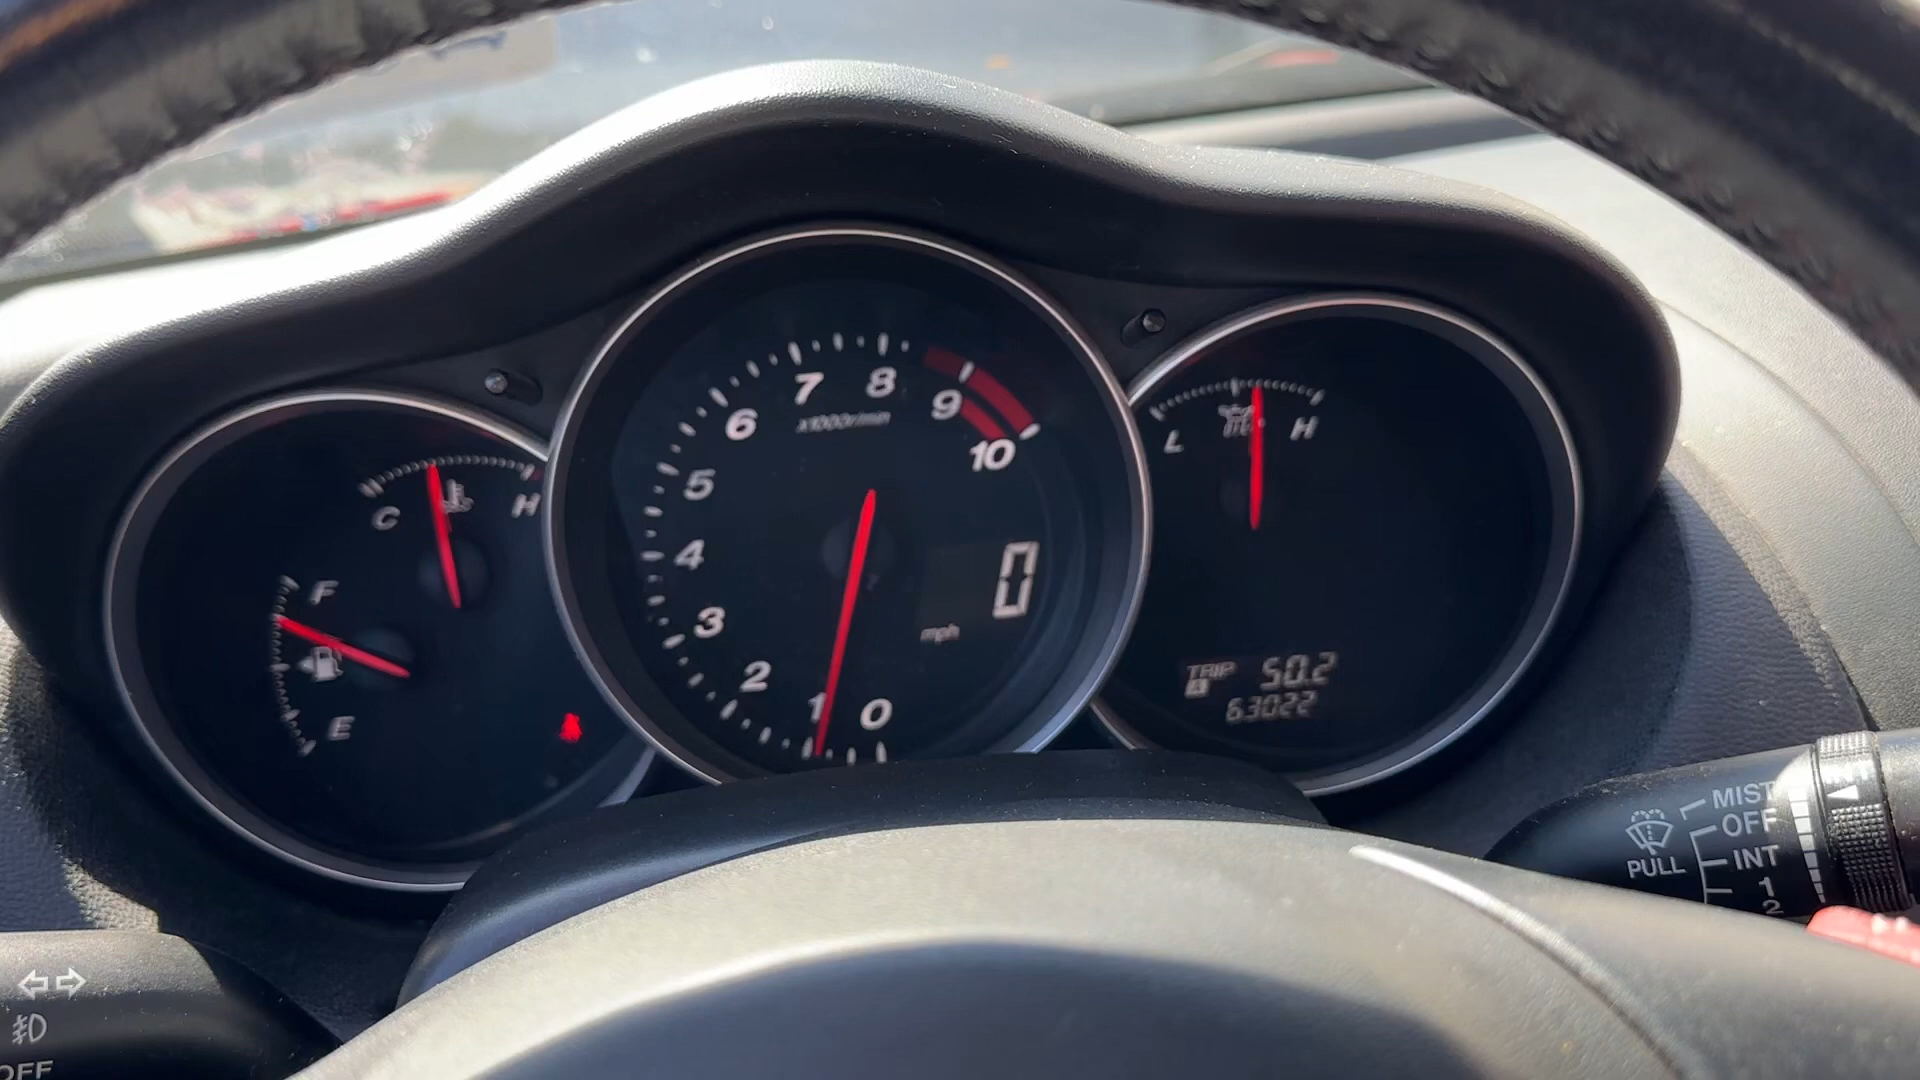 7 8
6 9
x1000r/min
10
5
4
3
2
1 0
0
mph
C H
F
E
L H
OIL
TRIP 50.2
A
63022
MIST
OFF
INT
PULL
1
2
OFF